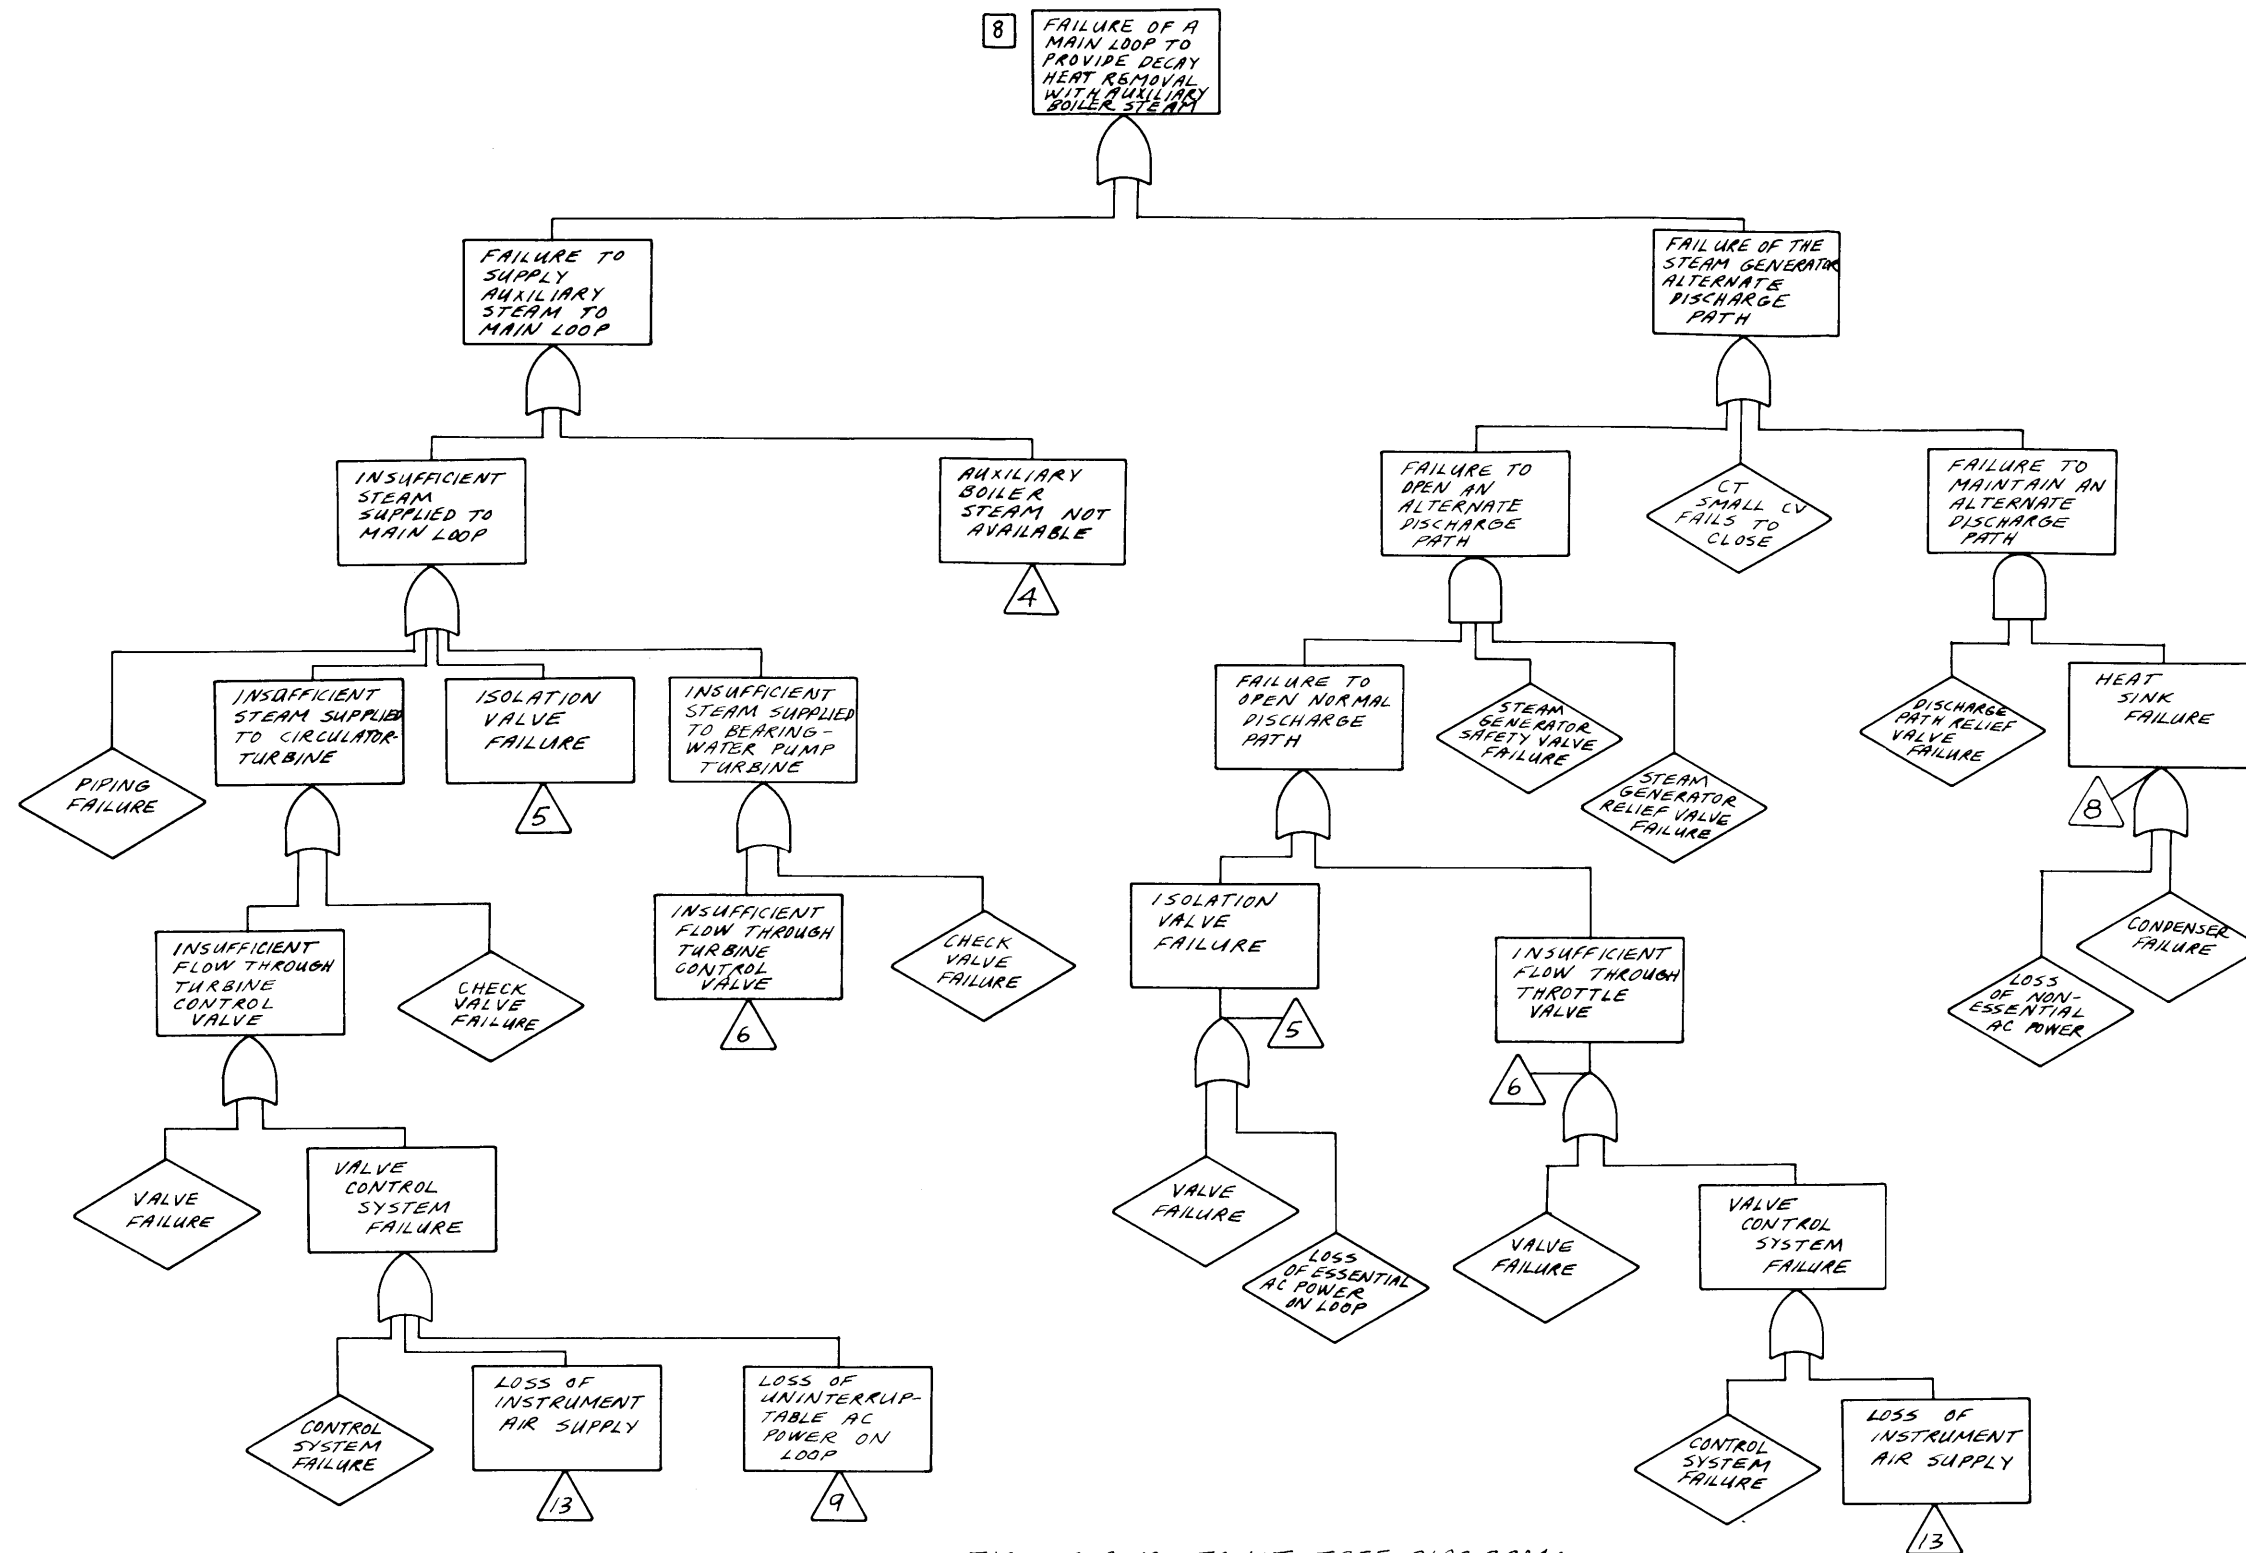 8
FAILURE OF A
MAIN LOOP TO
PROVIDE DECAY
HEAT REMOVAL
WITH AUXILIARY
BOILER STEAM
FAILURE TO
SUPPLY
AUXILIARY
STEAM TO
MAIN LOOP
FAILURE OF THE
STEAM GENERATOR
ALTERNATE
DISCHARGE
PATH
INSUFFICIENT
STEAM
SUPPLIED TO
MAIN LOOP
AUXILIARY
BOILER
STEAM NOT
AVAILABLE
4
FAILURE TO
OPEN AN
ALTERNATE
DISCHARGE
PATH
CT
SMALL CV
FAILS TO
CLOSE
FAILURE TO
MAINTAIN AN
ALTERNATE
DISCHARGE
PATH
PIPING
FAILURE
INSUFFICIENT
STEAM SUPPLIED
TO CIRCULATOR-
TURBINE
ISOLATION
VALVE
FAILURE
5
INSUFFICIENT
STEAM SUPPLIED
TO BEARING-
WATER PUMP
TURBINE
FAILURE TO
OPEN NORMAL
DISCHARGE
PATH
STEAM
GENERATOR
SAFETY VALVE
FAILURE
STEAM
GENERATOR
RELIEF VALVE
FAILURE
DISCHARGE
PATH RELIEF
VALVE
FAILURE
HEAT
SINK
FAILURE
8
INSUFFICIENT
FLOW THROUGH
TURBINE
CONTROL
VALVE
CHECK
VALVE
FAILURE
INSUFFICIENT
FLOW THROUGH
TURBINE
CONTROL
VALVE
6
CHECK
VALVE
FAILURE
ISOLATION
VALVE
FAILURE
5
INSUFFICIENT
FLOW THROUGH
THROTTLE
VALVE
6
LOSS
OF NON-
ESSENTIAL
AC POWER
CONDENSER
FAILURE
VALVE
FAILURE
VALVE
CONTROL
SYSTEM
FAILURE
VALVE
FAILURE
LOSS
OF ESSENTIAL
AC POWER
ON LOOP
VALVE
FAILURE
VALVE
CONTROL
SYSTEM
FAILURE
CONTROL
SYSTEM
FAILURE
LOSS OF
INSTRUMENT
AIR SUPPLY
13
LOSS OF
UNINTERRUP-
TABLE AC
POWER ON
LOOP
9
CONTROL
SYSTEM
FAILURE
LOSS OF
INSTRUMENT
AIR SUPPLY
13